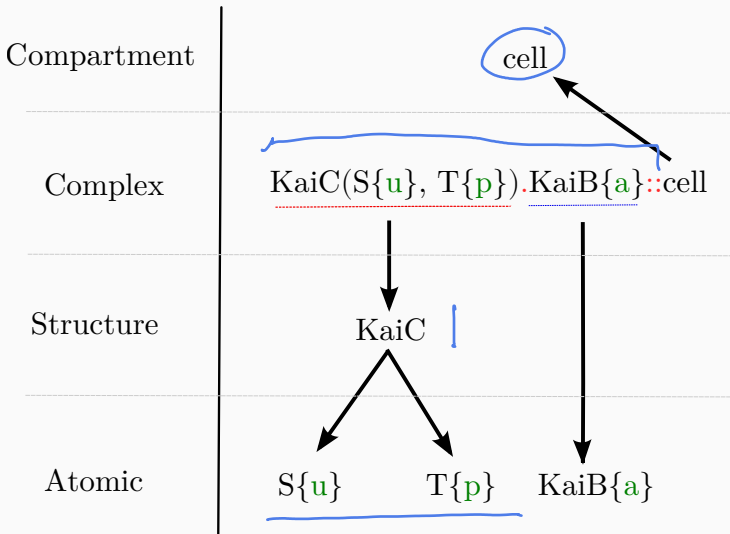 Compartment cell
Complex KaiC(S{u}, T{p}).KaiB{a}::cell
Structure KaiC
Atomic S{u} T{p} KaiB{a}